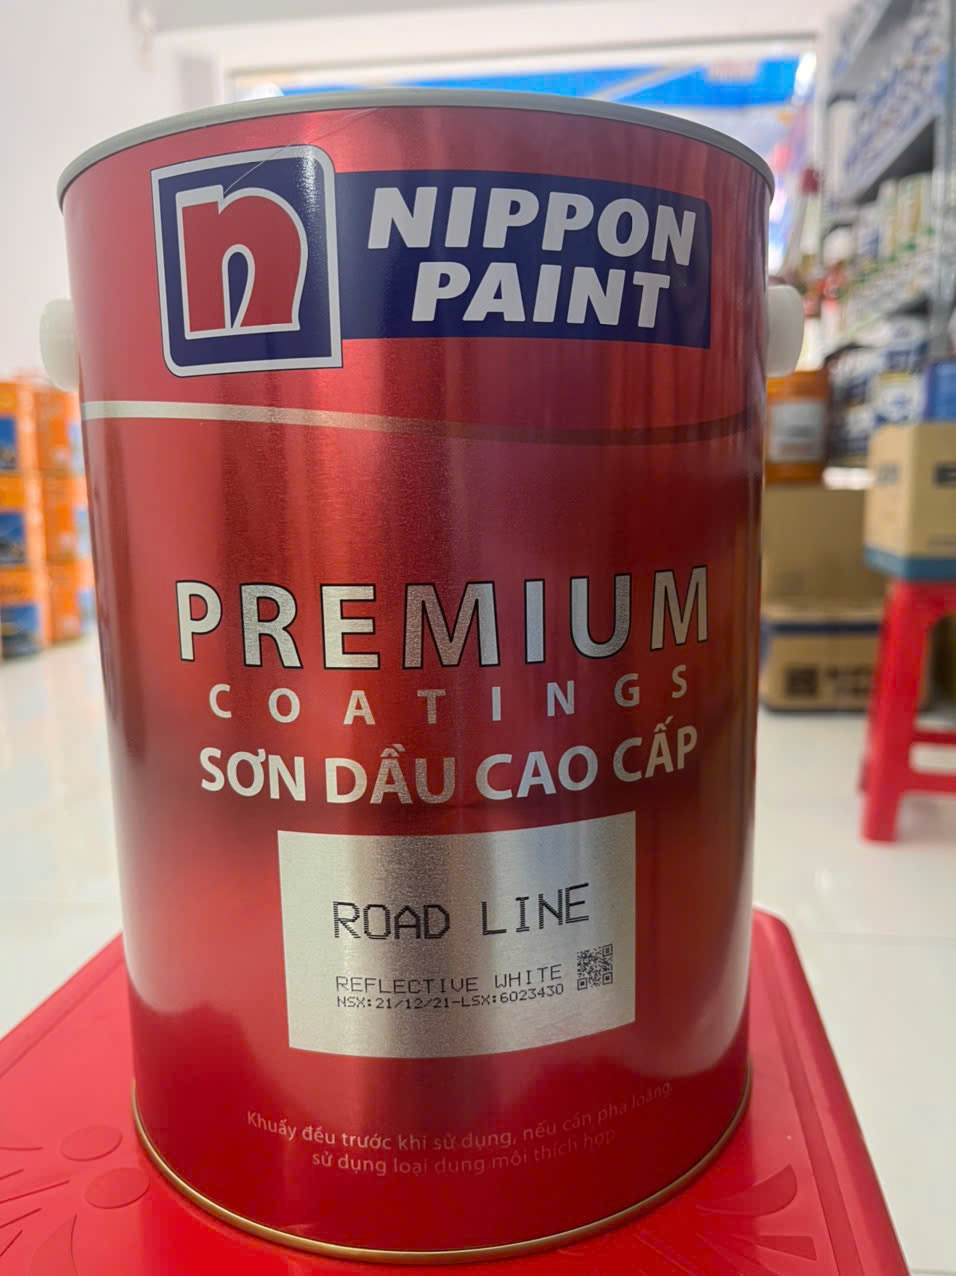 n
NIPPON
PAINT
PREMIUM
COATINGS
SƠN DẦU CAO CẤP
ROAD LINE
REFLECTIVE WHITE
NSX:21/12/21-LSX:6023430
Khuấy đều trước khi sử dụng, nếu cần pha loãng,
sử dụng loại dung môi thích hợp